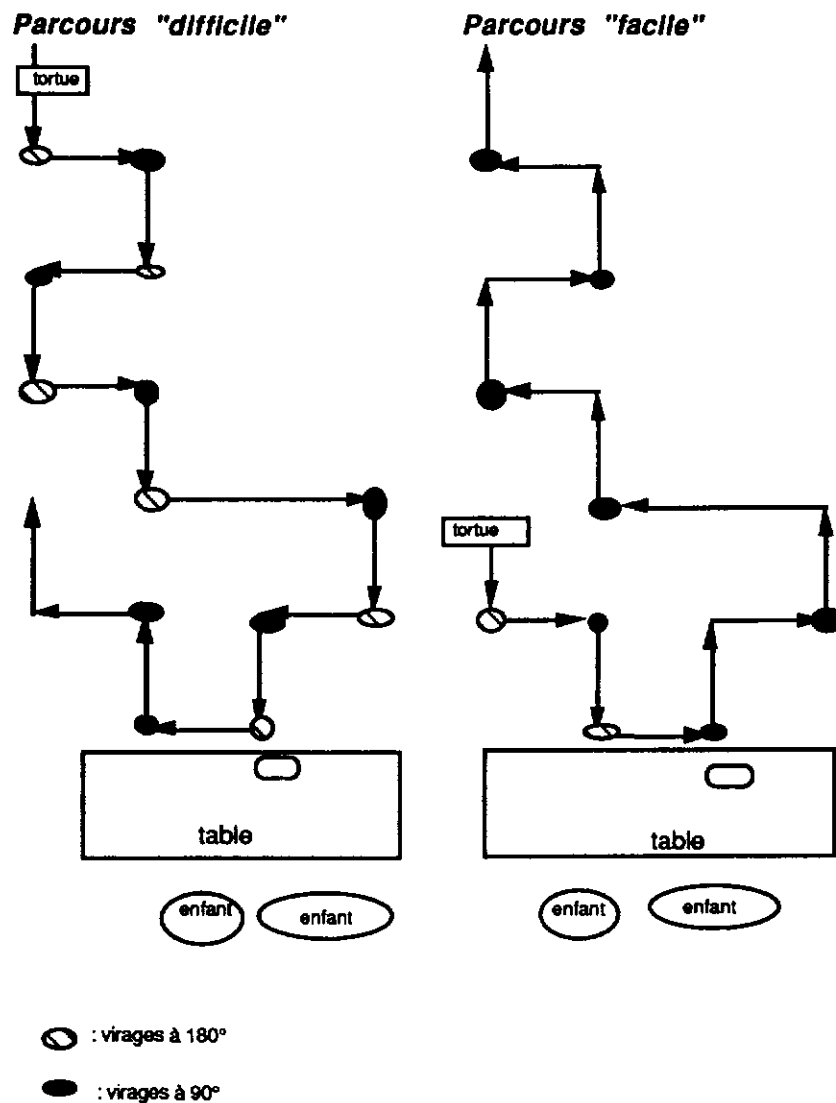 Parcours "difficile"
Parcours "facile"
tortue
tortue
table
table
enfant
enfant
enfant
enfant
: virages à 180°
: virages à 90°